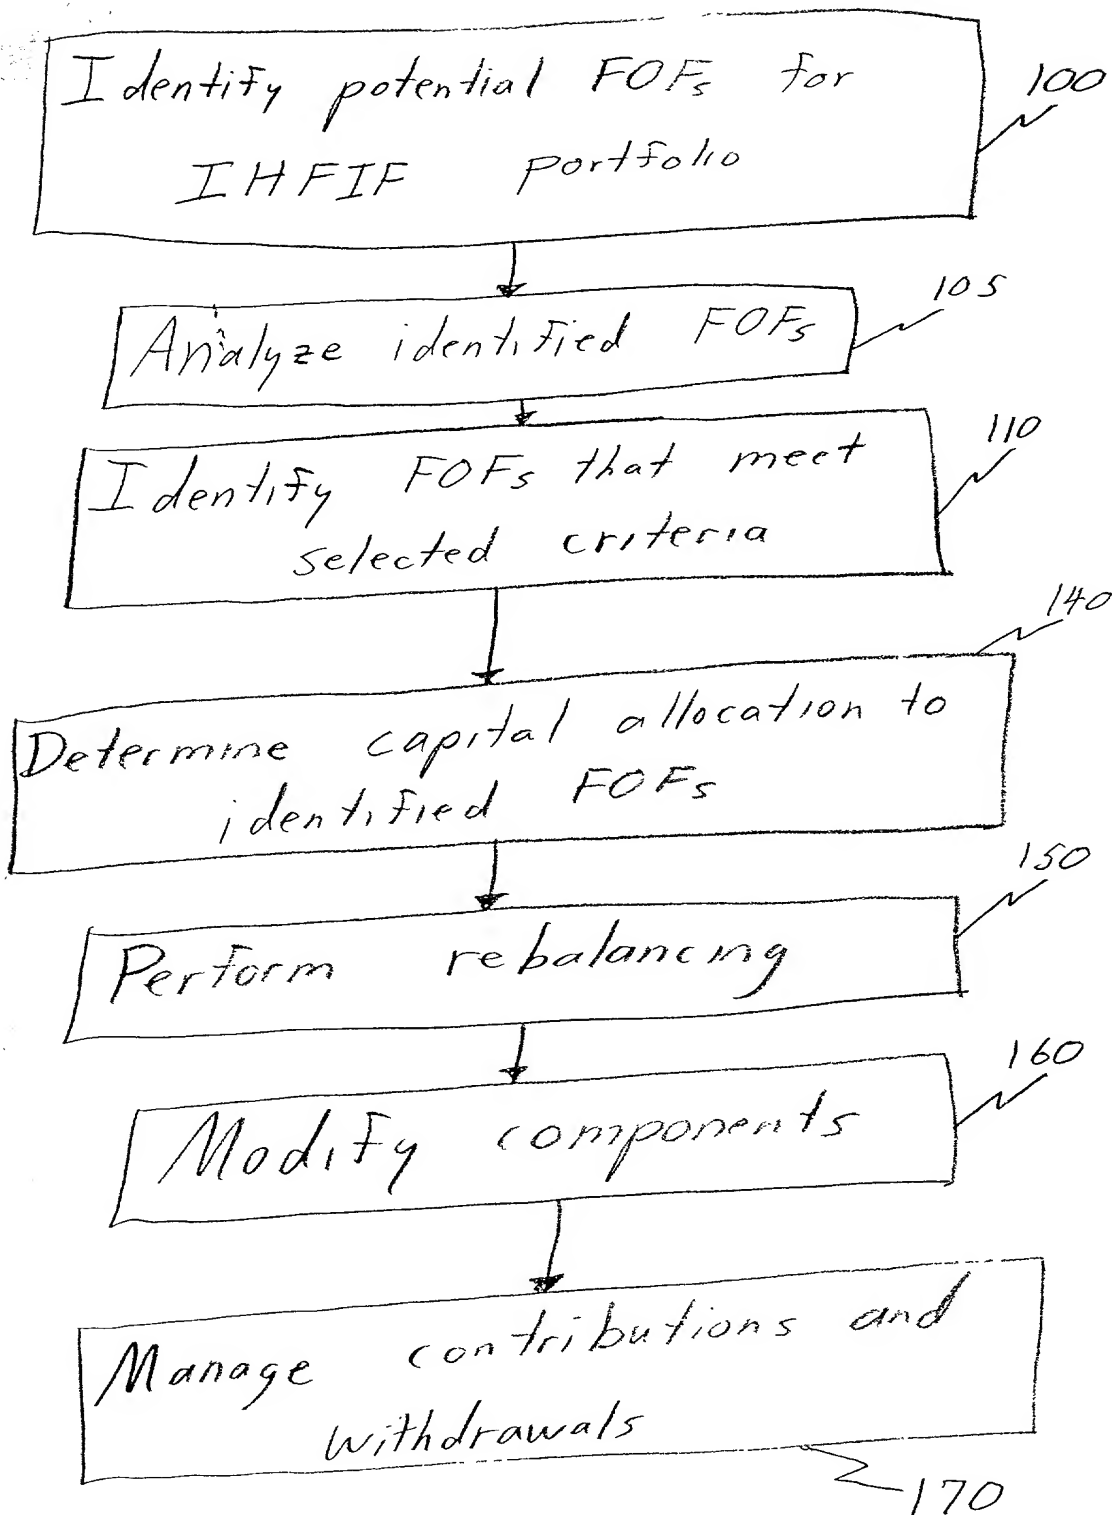 Identify potential FOFs for
IHFIF portfolio
100
Analyze identified FOFs
105
Identify FOFs that meet
selected criteria
110
140
Determine capital allocation to
identified FOFs
150
Perform rebalancing
160
Modify components
Manage contributions and
withdrawals
170